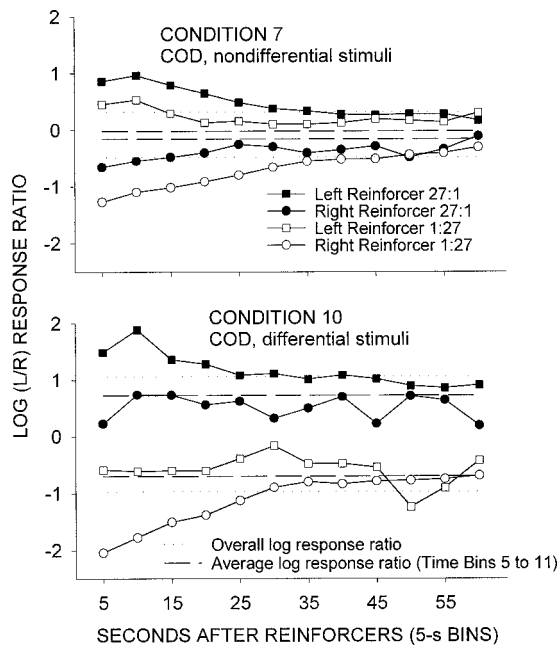 CONDITION 7
COD, nondifferential stimuli
2
1
0
-1
-2
Left Reinforcer 27:1
Right Reinforcer 27:1
Left Reinforcer 1:27
Right Reinforcer 1:27
LOG (L/R) RESPONSE RATIO
CONDITION 10
COD, differential stimuli
2
1
0
-1
-2
Overall log response ratio
Average log response ratio (Time Bins 5 to 11)
5 15 25 35 45 55
SECONDS AFTER REINFORCERS (5-s BINS)